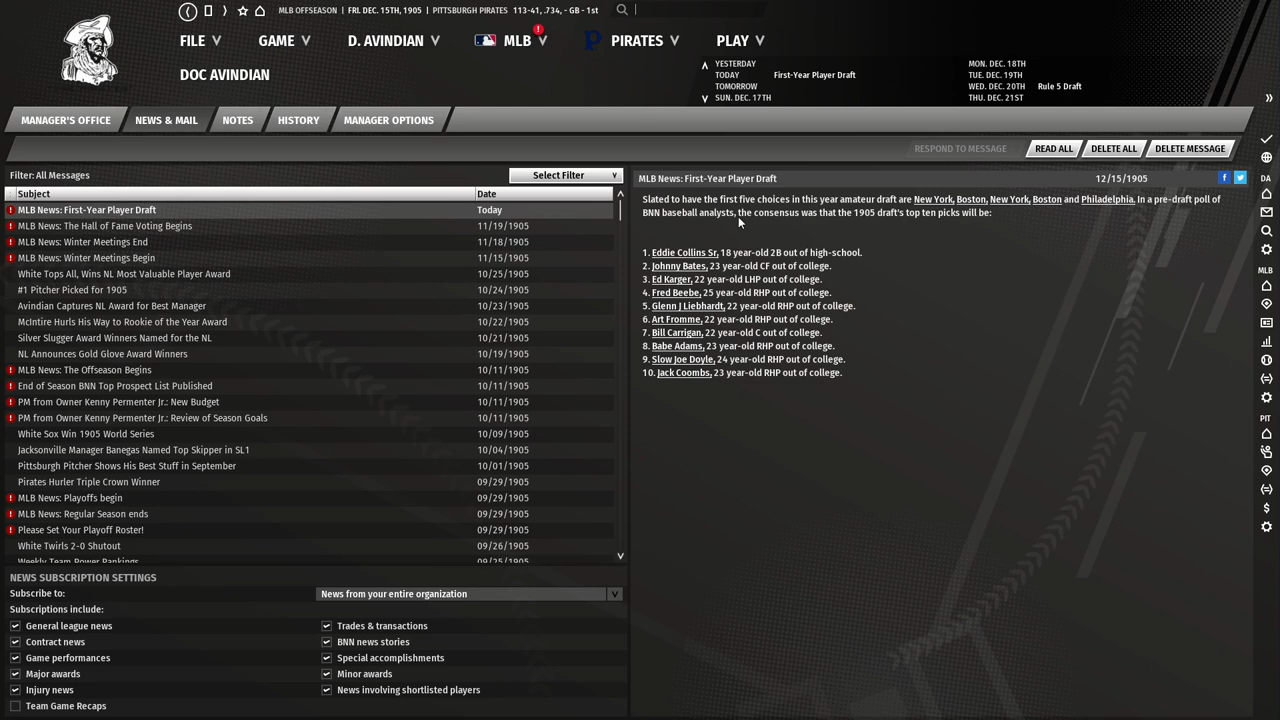 MLB OFFSEASON | FRI. DEC. 15TH, 1905 | PITTSBURGH PIRATES 113-41, .734, - GB - 1st
FILE GAME D. AVINDIAN MLB PIRATES PLAY
DOC AVINDIAN
YESTERDAY
TODAY First-Year Player Draft
TOMORROW
SUN. DEC. 17TH
MON. DEC. 18TH
TUE. DEC. 19TH
WED. DEC. 20TH Rule 5 Draft
THU. DEC. 21ST
MANAGER'S OFFICE NEWS & MAIL NOTES HISTORY MANAGER OPTIONS
RESPOND TO MESSAGE READ ALL DELETE ALL DELETE MESSAGE
Filter: All Messages Select Filter
Subject Date
MLB News: First-Year Player Draft Today
MLB News: The Hall of Fame Voting Begins 11/19/1905
MLB News: Winter Meetings End 11/18/1905
MLB News: Winter Meetings Begin 11/15/1905
White Tops All, Wins NL Most Valuable Player Award 10/25/1905
#1 Pitcher Picked for 1905 10/24/1905
Avindian Captures NL Award for Best Manager 10/23/1905
McIntire Hurls His Way to Rookie of the Year Award 10/22/1905
Silver Slugger Award Winners Named for the NL 10/21/1905
NL Announces Gold Glove Award Winners 10/19/1905
MLB News: The Offseason Begins 10/11/1905
End of Season BNN Top Prospect List Published 10/11/1905
PM from Owner Kenny Permenter Jr.: New Budget 10/11/1905
PM from Owner Kenny Permenter Jr.: Review of Season Goals 10/11/1905
White Sox Win 1905 World Series 10/09/1905
Jacksonville Manager Banegas Named Top Skipper in SL1 10/04/1905
Pittsburgh Pitcher Shows His Best Stuff in September 10/01/1905
Pirates Hurler Triple Crown Winner 09/29/1905
MLB News: Playoffs begin 09/29/1905
MLB News: Regular Season ends 09/29/1905
Please Set Your Playoff Roster! 09/29/1905
White Twirls 2-0 Shutout 09/26/1905
Weekly Team Power Rankings 09/25/1905
NEWS SUBSCRIPTION SETTINGS
Subscribe to: News from your entire organization
Subscriptions include:
General league news Trades & transactions
Contract news BNN news stories
Game performances Special accomplishments
Major awards Minor awards
Injury news News involving shortlisted players
Team Game Recaps
MLB News: First-Year Player Draft 12/15/1905
Slated to have the first five choices in this year amateur draft are New York, Boston, New York, Boston and Philadelphia. In a pre-draft poll of
BNN baseball analysts, the consensus was that the 1905 draft's top ten picks will be:
1. Eddie Collins Sr, 18 year-old 2B out of high-school.
2. Johnny Bates, 23 year-old CF out of college.
3. Ed Karger, 22 year-old LHP out of college.
4. Fred Beebe, 25 year-old RHP out of college.
5. Glenn J Liebhardt, 22 year-old RHP out of college.
6. Art Fromme, 22 year-old RHP out of college.
7. Bill Carrigan, 22 year-old C out of college.
8. Babe Adams, 23 year-old RHP out of college.
9. Slow Joe Doyle, 24 year-old RHP out of college.
10. Jack Coombs, 23 year-old RHP out of college.
DA
MLB
PIT